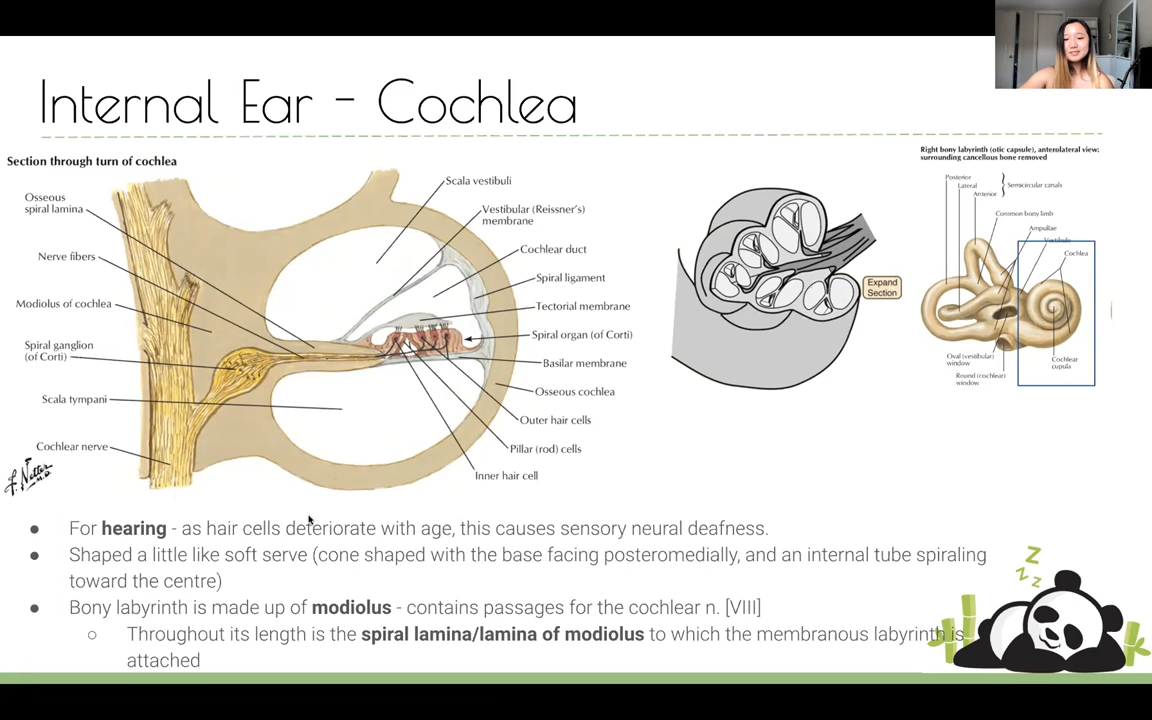 Internal Ear - Cochlea
Section through turn of cochlea
Osseous
spiral lamina
Nerve fibers
Modiolus of cochlea
Spiral ganglion
(of Corti)
Scala tympani
Cochlear nerve
Scala vestibuli
Vestibular (Reissner's)
membrane
Cochlear duct
Spiral ligament
Tectorial membrane
Spiral organ (of Corti)
Basilar membrane
Osseous cochlea
Outer hair cells
Pillar (rod) cells
Inner hair cell
F. Netter
M.D.
Expand
Section
Right bony labyrinth (otic capsule), anterolateral view:
surrounding cancellous bone removed
Posterior
Lateral
Anterior
Semicircular canals
Common bony limb
Ampullae
Vestibule
Cochlea
Oval (vestibular)
window
Round (cochlear)
window
Cochlear
cupula
● For hearing - as hair cells deteriorate with age, this causes sensory neural deafness.
● Shaped a little like soft serve (cone shaped with the base facing posteromedially, and an internal tube spiraling
toward the centre)
● Bony labyrinth is made up of modiolus - contains passages for the cochlear n. [VIII]
○ Throughout its length is the spiral lamina/lamina of modiolus to which the membranous labyrinth is
attached
Z
Z
Z Z